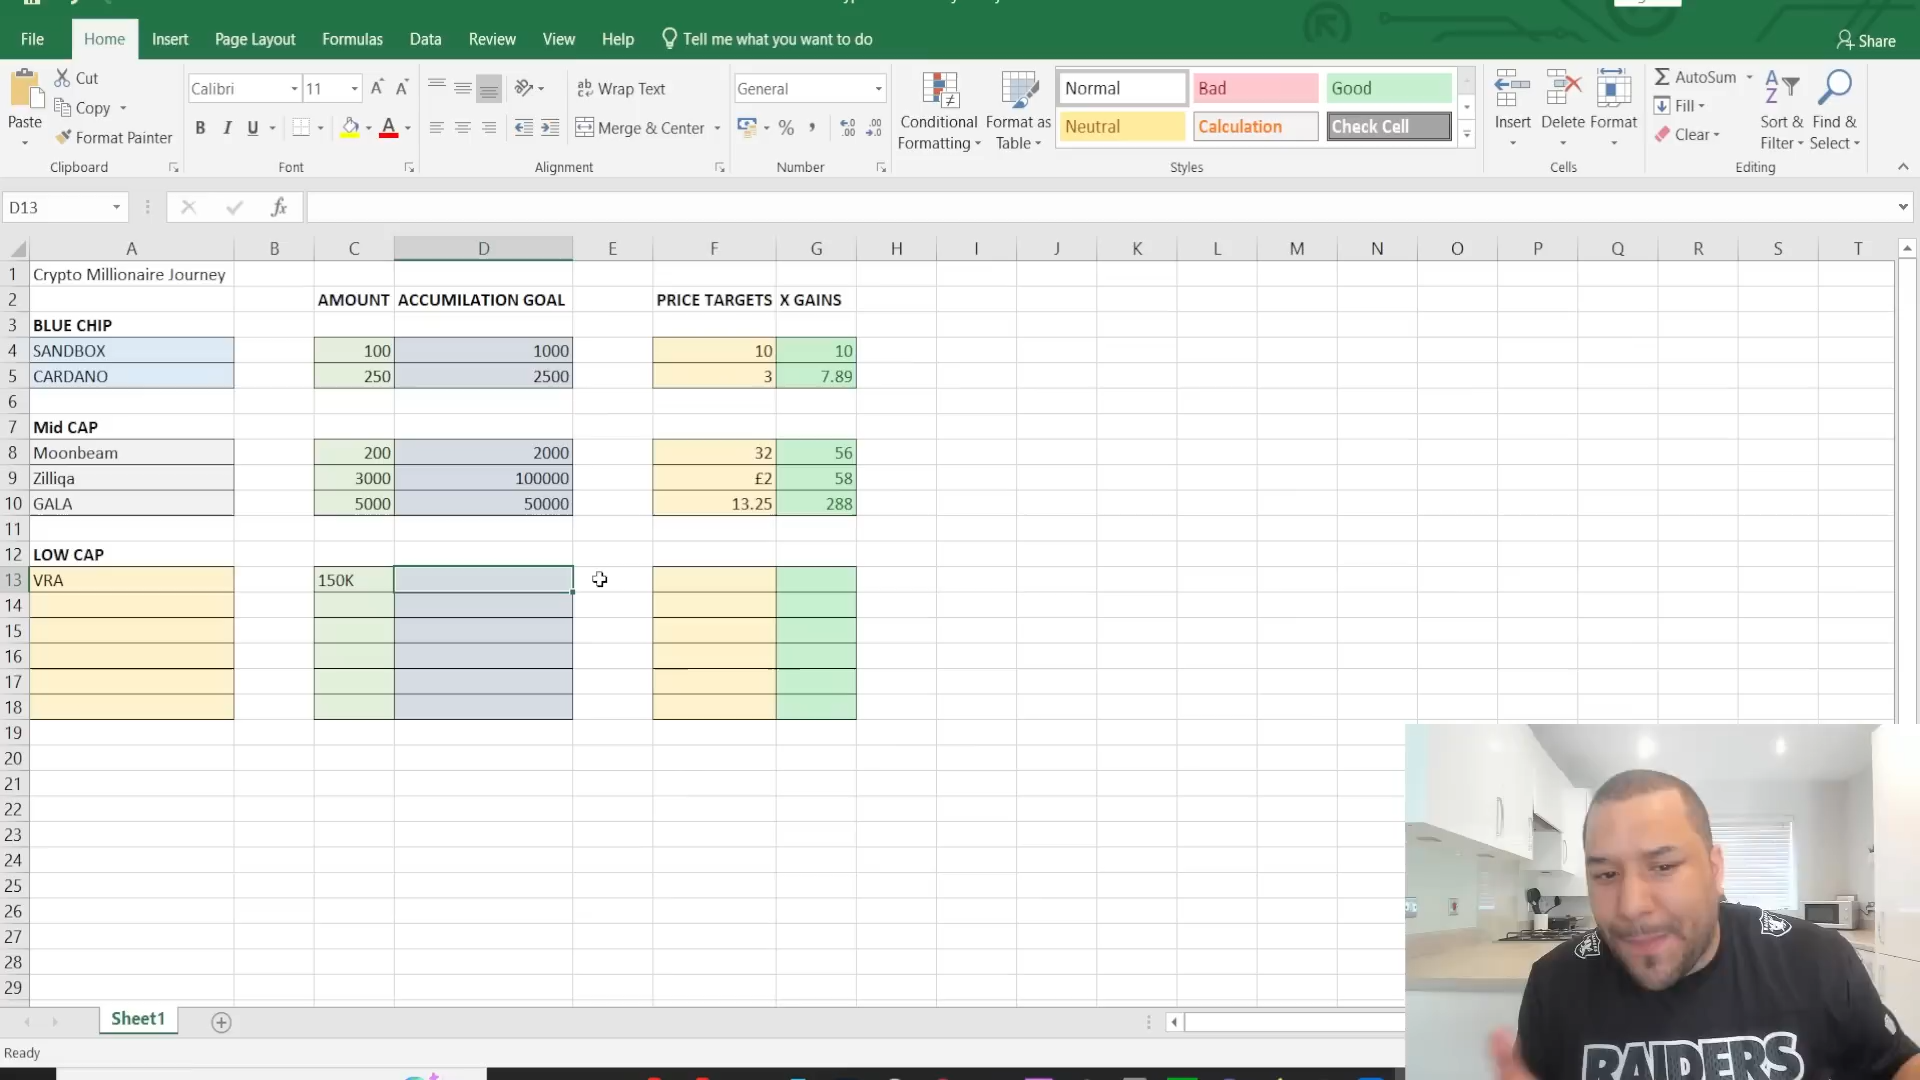 File Home Insert Page Layout Formulas Data Review View Help Tell me what you want to do Share
Paste Cut Copy Format Painter Clipboard
Calibri 11 B I U Font
ab Wrap Text Merge & Center Alignment
General % Number
Conditional Formatting Format as Table
Normal Bad Good
Neutral Calculation Check Cell
Styles
Insert Delete Format Cells
AutoSum Fill Clear Sort & Filter Find & Select Editing
D13 fx
A B C D E F G H I J K L M N O P Q R S T
1 Crypto Millionaire Journey
2 AMOUNT ACCUMILATION GOAL PRICE TARGETS X GAINS
3 BLUE CHIP
4 SANDBOX 100 1000 10 10
5 CARDANO 250 2500 3 7.89
6
7 Mid CAP
8 Moonbeam 200 2000 32 56
9 Zilliqa 3000 100000 £2 58
10 GALA 5000 50000 13.25 288
11
12 LOW CAP
13 VRA 150K
14
15
16
17
18
19
20
21
22
23
24
25
26
27
28
29
Sheet1
Ready
RAIDERS